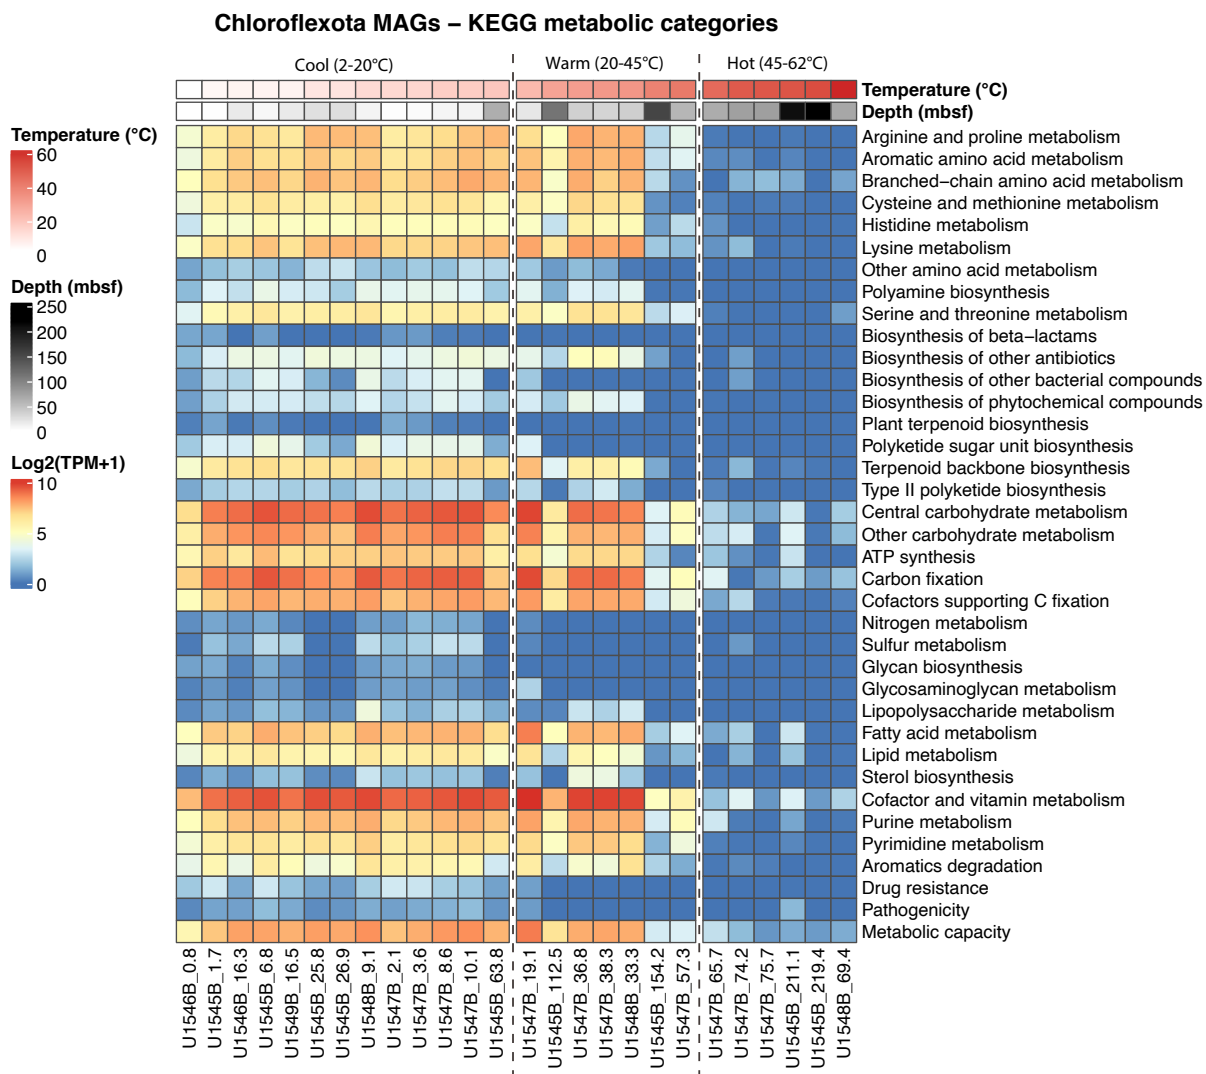 Chloroflexota MAGs – KEGG metabolic categories
Cool (2-20°C)
Warm (20-45°C)
Hot (45-62°C)
Temperature (°C)
Depth (mbsf)
Temperature (°C)
60
40
20
0
Depth (mbsf)
250
200
150
100
50
0
Log2(TPM+1)
10
5
0
Arginine and proline metabolism
Aromatic amino acid metabolism
Branched−chain amino acid metabolism
Cysteine and methionine metabolism
Histidine metabolism
Lysine metabolism
Other amino acid metabolism
Polyamine biosynthesis
Serine and threonine metabolism
Biosynthesis of beta−lactams
Biosynthesis of other antibiotics
Biosynthesis of other bacterial compounds
Biosynthesis of phytochemical compounds
Plant terpenoid biosynthesis
Polyketide sugar unit biosynthesis
Terpenoid backbone biosynthesis
Type II polyketide biosynthesis
Central carbohydrate metabolism
Other carbohydrate metabolism
ATP synthesis
Carbon fixation
Cofactors supporting C fixation
Nitrogen metabolism
Sulfur metabolism
Glycan biosynthesis
Glycosaminoglycan metabolism
Lipopolysaccharide metabolism
Fatty acid metabolism
Lipid metabolism
Sterol biosynthesis
Cofactor and vitamin metabolism
Purine metabolism
Pyrimidine metabolism
Aromatics degradation
Drug resistance
Pathogenicity
Metabolic capacity
U1546B_0.8
U1545B_1.7
U1546B_16.3
U1545B_6.8
U1549B_16.5
U1545B_25.8
U1545B_26.9
U1548B_9.1
U1547B_2.1
U1547B_3.6
U1547B_8.6
U1547B_10.1
U1545B_63.8
U1547B_19.1
U1545B_112.5
U1547B_36.8
U1547B_38.3
U1548B_33.3
U1545B_154.2
U1547B_57.3
U1547B_65.7
U1547B_74.2
U1547B_75.7
U1545B_211.1
U1545B_219.4
U1548B_69.4